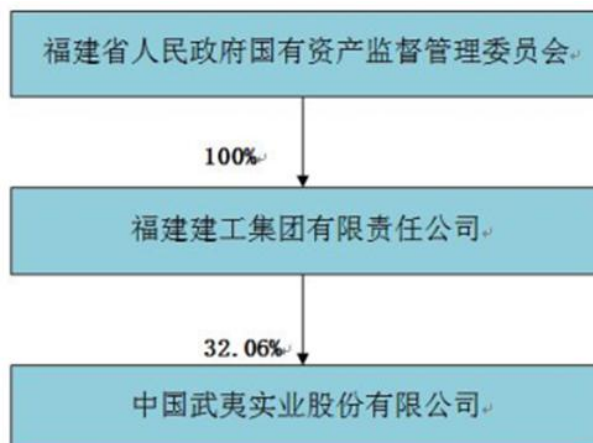 福建省人民政府国有资产监督管理委员会
100%
福建建工集团有限责任公司
32.06%
中国武夷实业股份有限公司